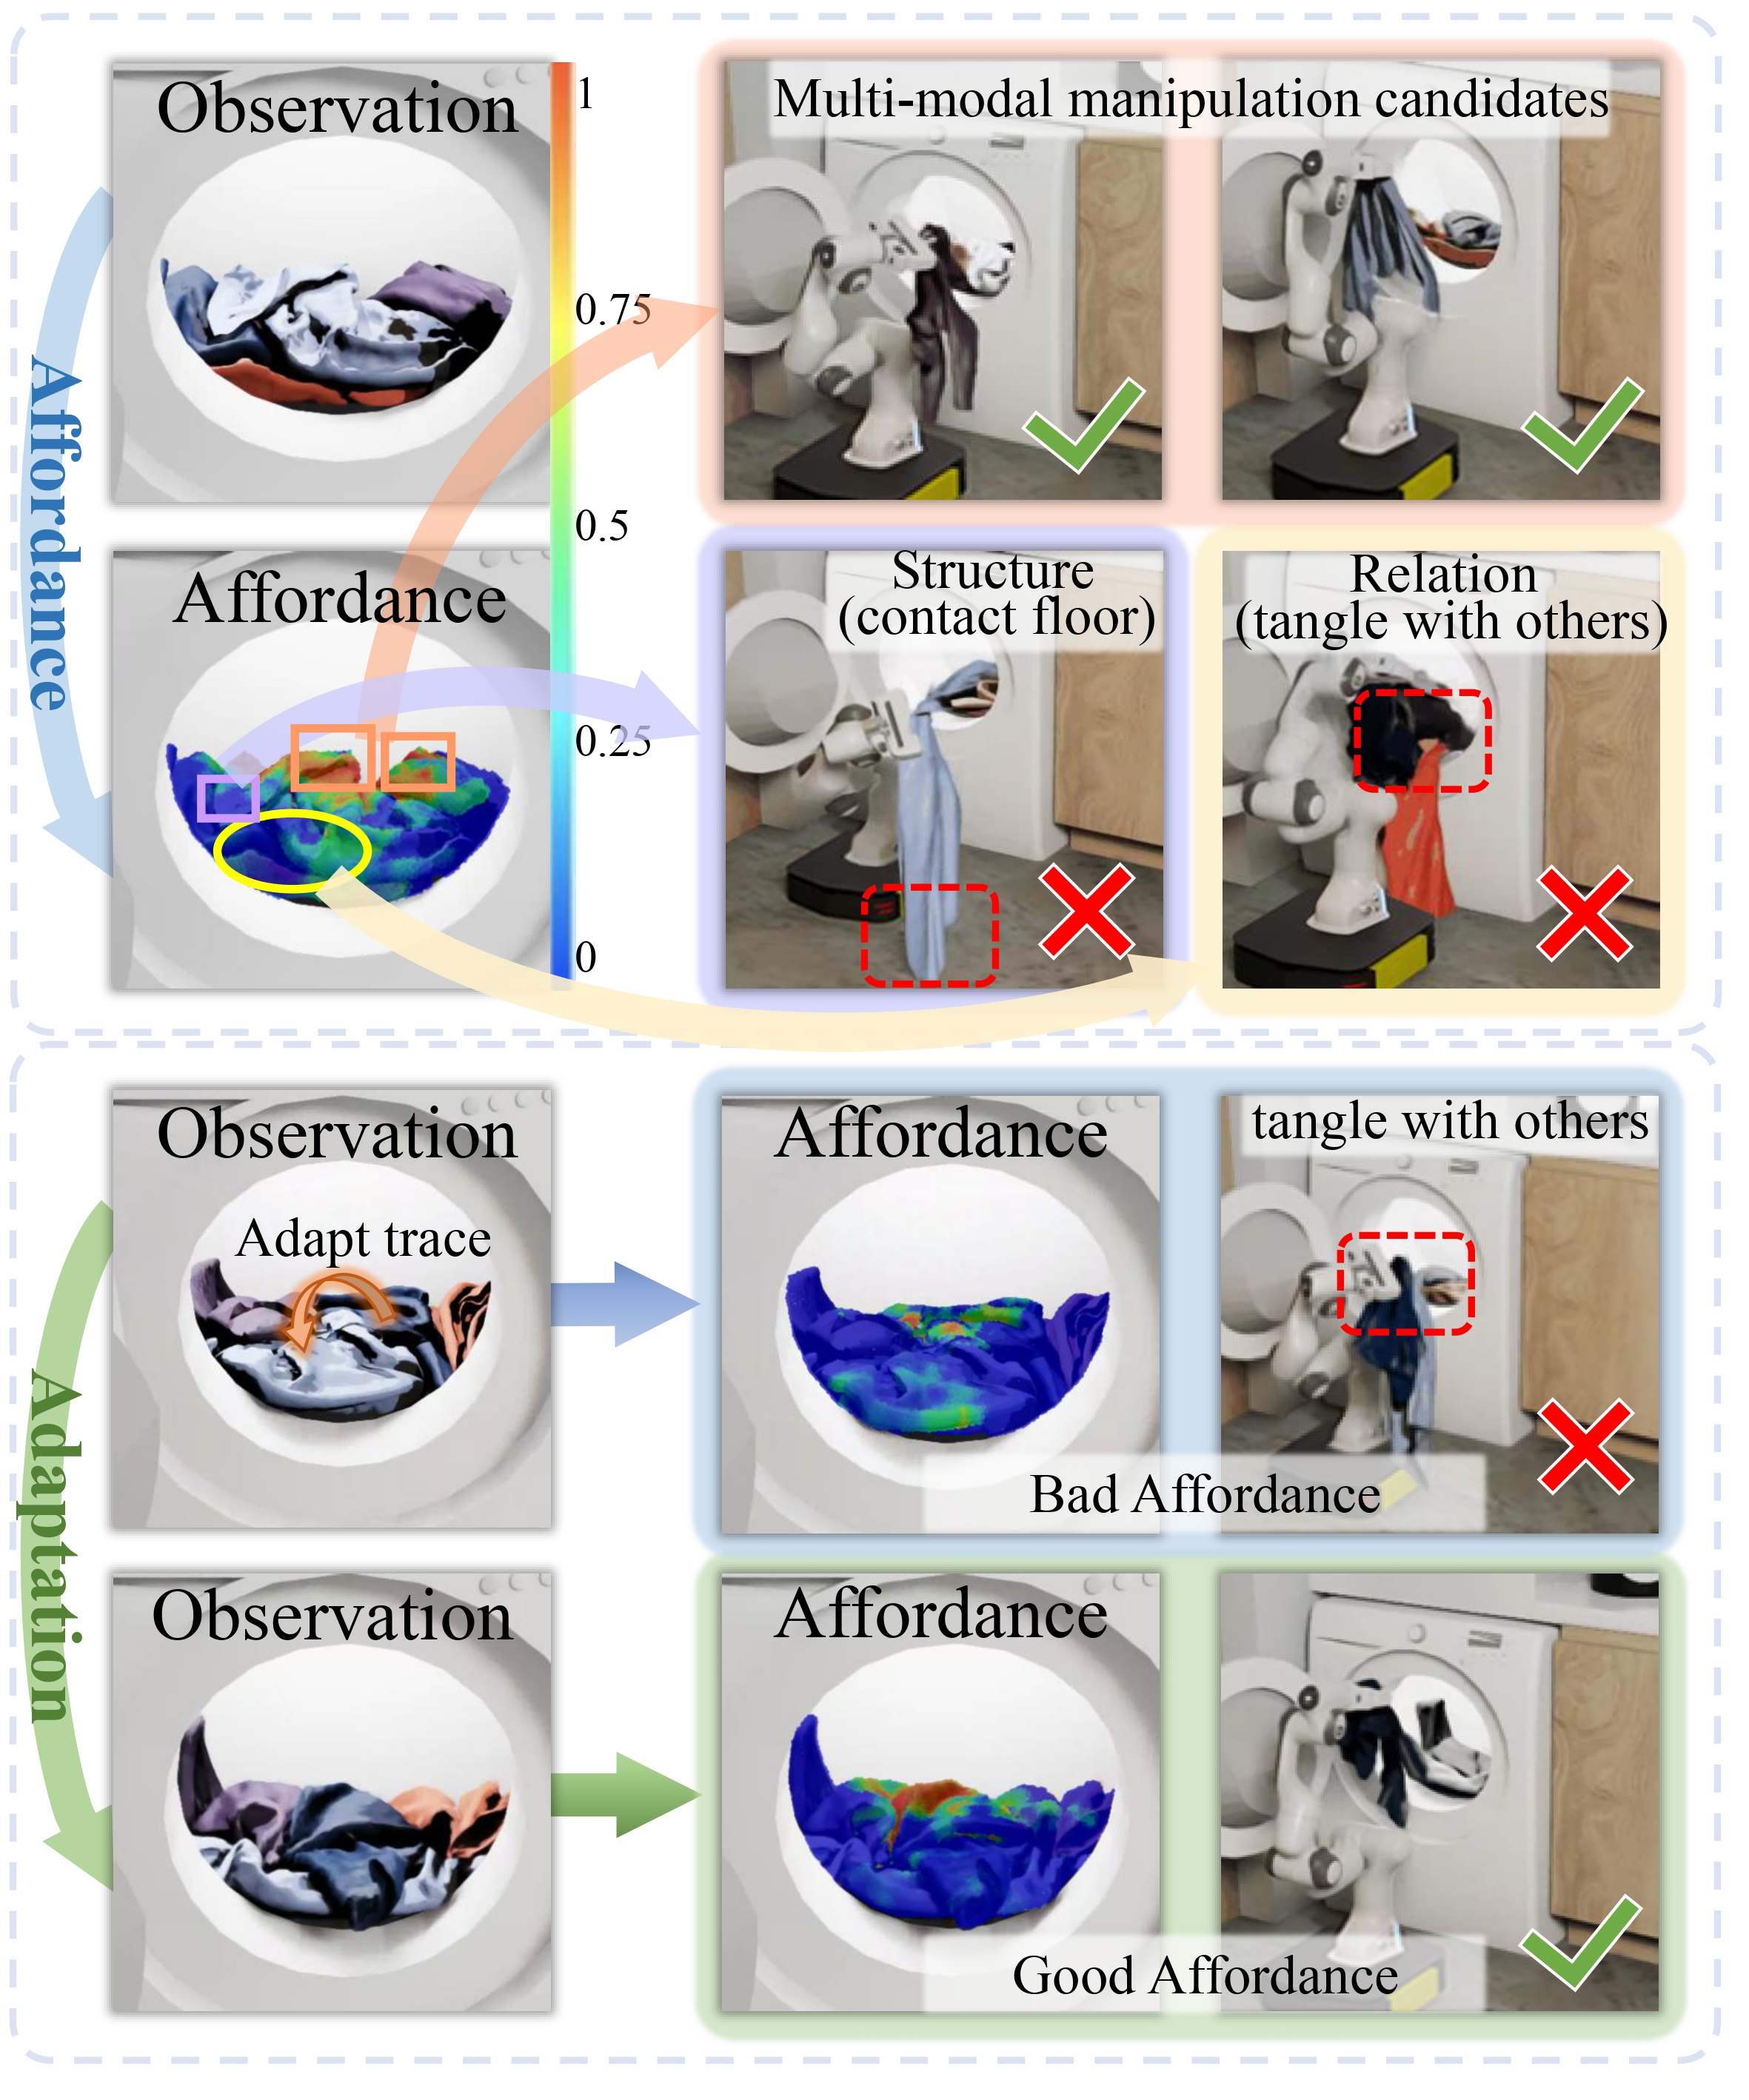 Affordance
Observation
1
0.75
0.5
0.25
0
Multi-modal manipulation candidates
Affordance
Structure
(contact floor)
Relation
(tangle with others)
Adaptation
Observation
Adapt trace
Affordance
tangle with others
Bad Affordance
Observation
Affordance
Good Affordance